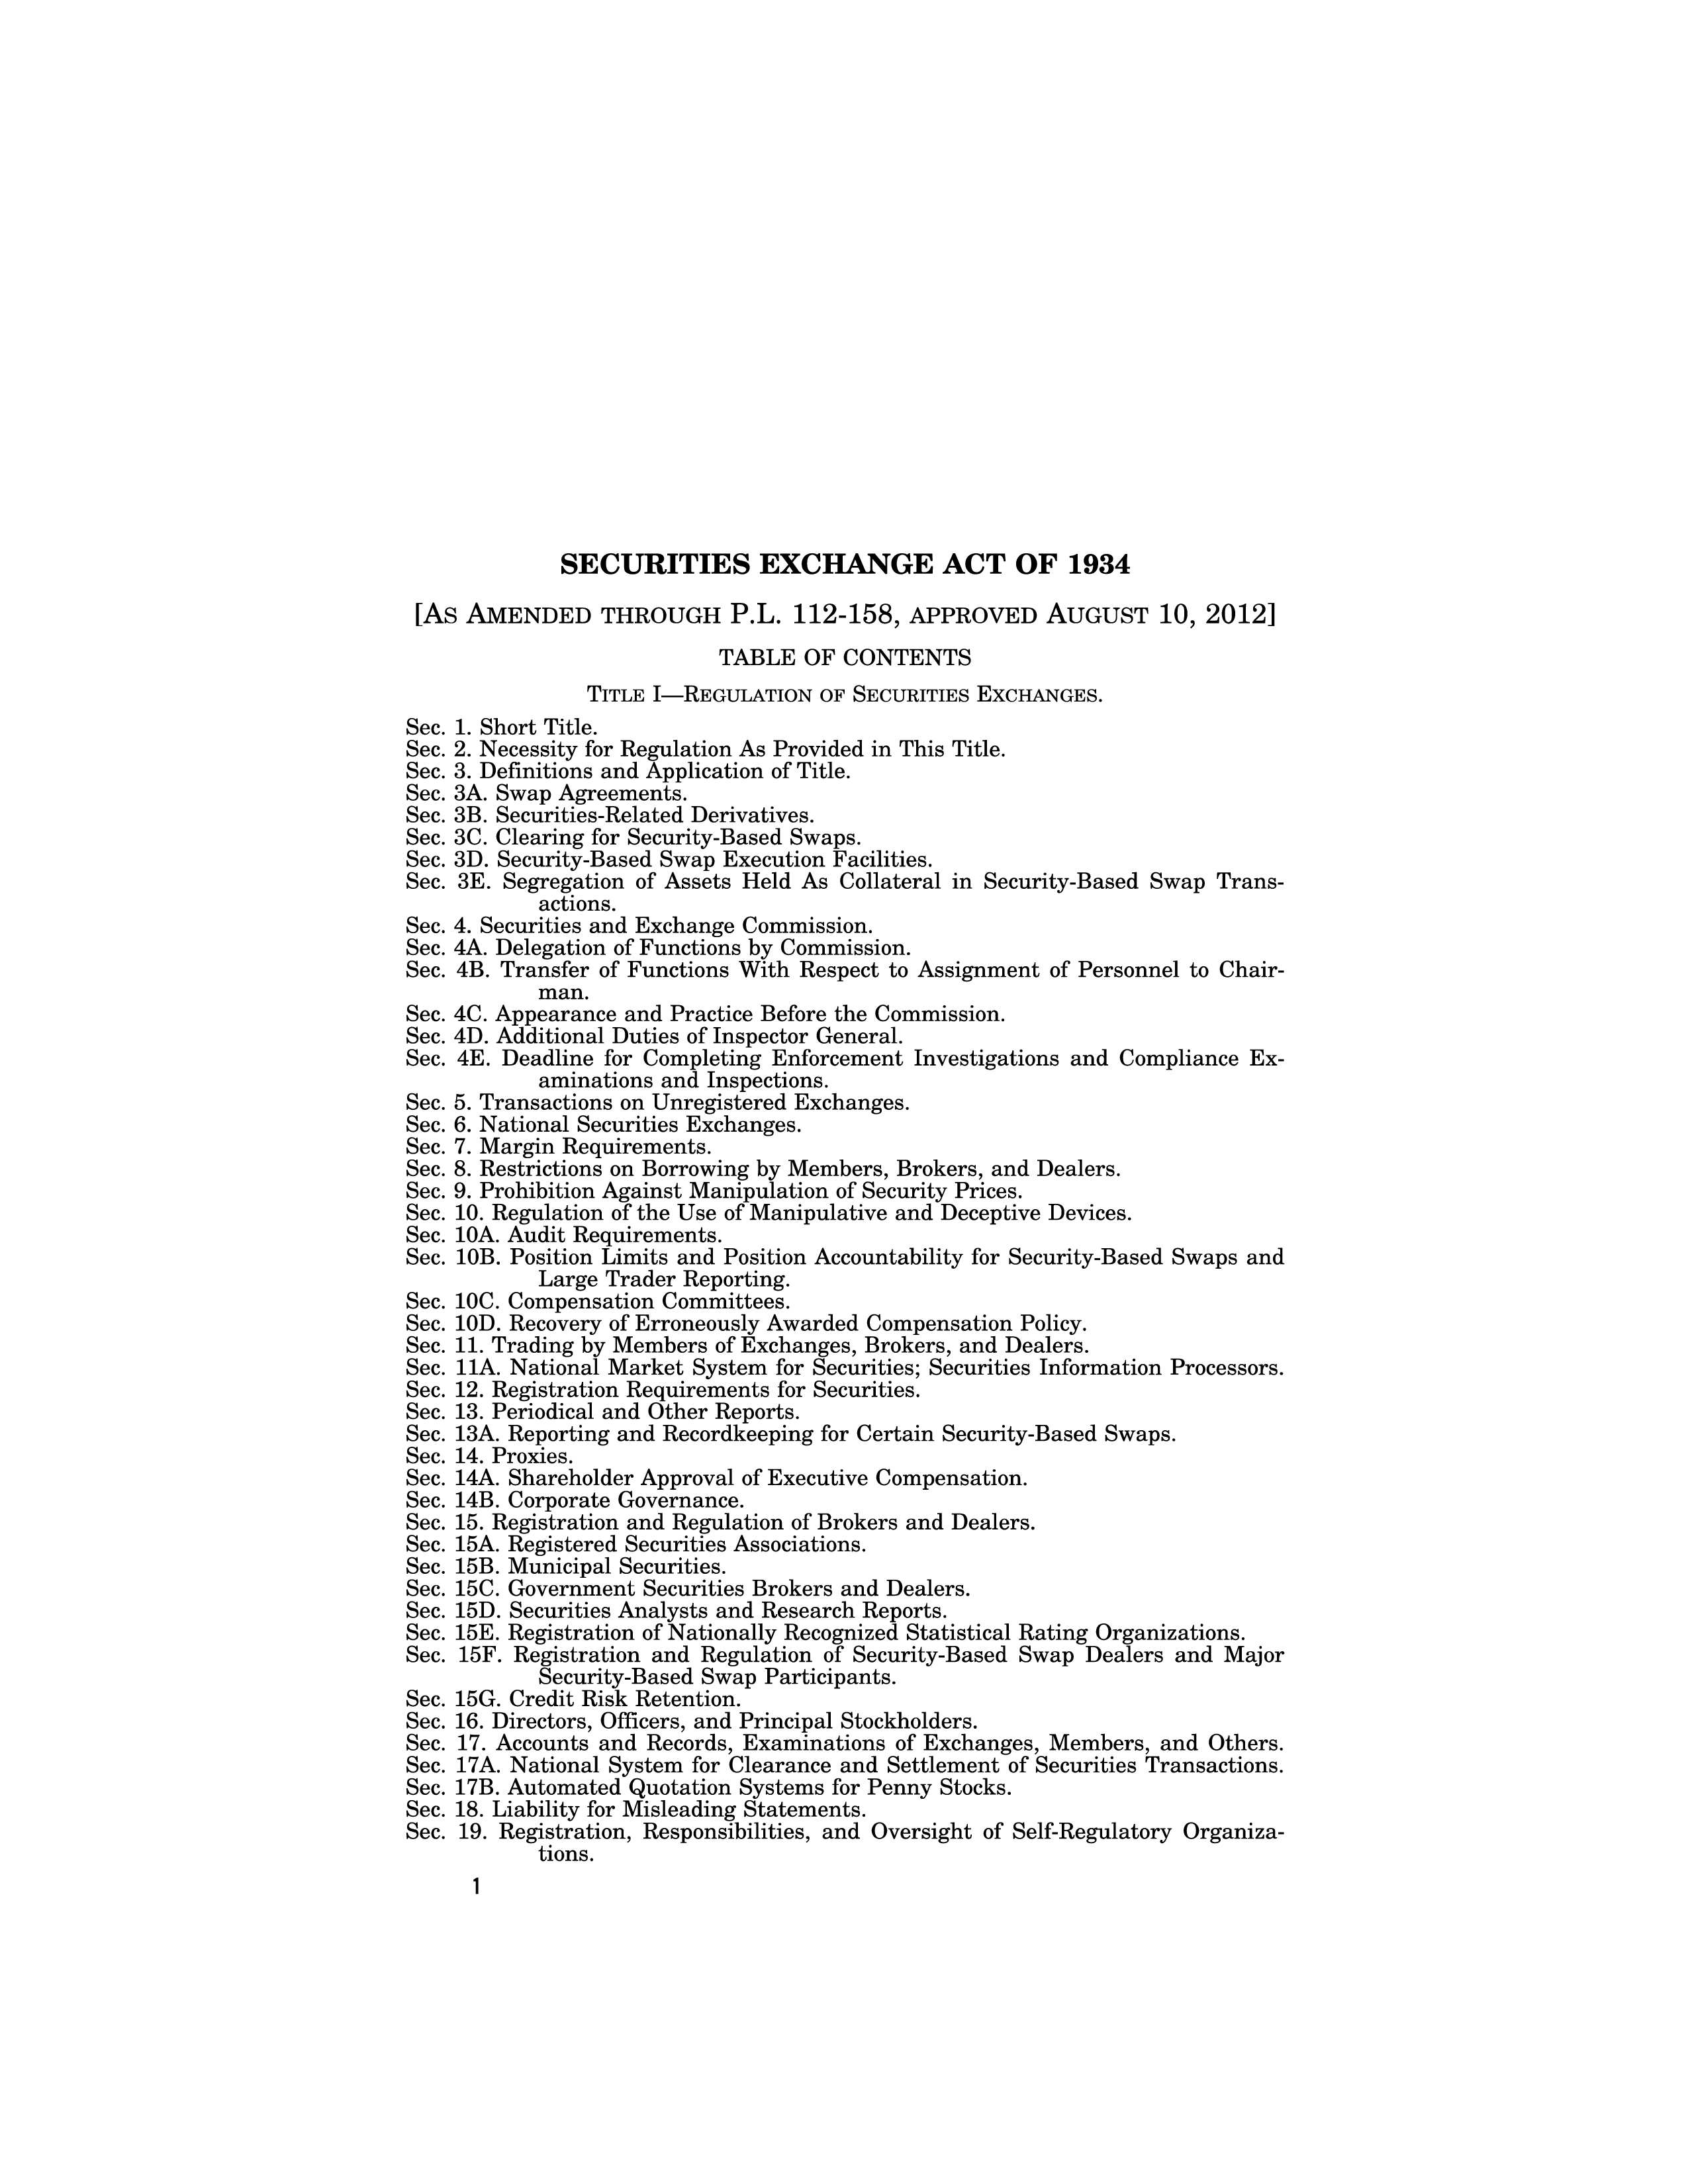 SECURITIES EXCHANGE ACT OF 1934
[AS AMENDED THROUGH P.L. 112-158, APPROVED AUGUST 10, 2012]
TABLE OF CONTENTS
TITLE I—REGULATION OF SECURITIES EXCHANGES.
Sec. 1. Short Title.
Sec. 2. Necessity for Regulation As Provided in This Title.
Sec. 3. Definitions and Application of Title.
Sec. 3A. Swap Agreements.
Sec. 3B. Securities-Related Derivatives.
Sec. 3C. Clearing for Security-Based Swaps.
Sec. 3D. Security-Based Swap Execution Facilities.
Sec. 3E. Segregation of Assets Held As Collateral in Security-Based Swap Trans-
actions.
Sec. 4. Securities and Exchange Commission.
Sec. 4A. Delegation of Functions by Commission.
Sec. 4B. Transfer of Functions With Respect to Assignment of Personnel to Chair-
man.
Sec. 4C. Appearance and Practice Before the Commission.
Sec. 4D. Additional Duties of Inspector General.
Sec. 4E. Deadline for Completing Enforcement Investigations and Compliance Ex-
aminations and Inspections.
Sec. 5. Transactions on Unregistered Exchanges.
Sec. 6. National Securities Exchanges.
Sec. 7. Margin Requirements.
Sec. 8. Restrictions on Borrowing by Members, Brokers, and Dealers.
Sec. 9. Prohibition Against Manipulation of Security Prices.
Sec. 10. Regulation of the Use of Manipulative and Deceptive Devices.
Sec. 10A. Audit Requirements.
Sec. 10B. Position Limits and Position Accountability for Security-Based Swaps and
Large Trader Reporting.
Sec. 10C. Compensation Committees.
Sec. 10D. Recovery of Erroneously Awarded Compensation Policy.
Sec. 11. Trading by Members of Exchanges, Brokers, and Dealers.
Sec. 11A. National Market System for Securities; Securities Information Processors.
Sec. 12. Registration Requirements for Securities.
Sec. 13. Periodical and Other Reports.
Sec. 13A. Reporting and Recordkeeping for Certain Security-Based Swaps.
Sec. 14. Proxies.
Sec. 14A. Shareholder Approval of Executive Compensation.
Sec. 14B. Corporate Governance.
Sec. 15. Registration and Regulation of Brokers and Dealers.
Sec. 15A. Registered Securities Associations.
Sec. 15B. Municipal Securities.
Sec. 15C. Government Securities Brokers and Dealers.
Sec. 15D. Securities Analysts and Research Reports.
Sec. 15E. Registration of Nationally Recognized Statistical Rating Organizations.
Sec. 15F. Registration and Regulation of Security-Based Swap Dealers and Major
Security-Based Swap Participants.
Sec. 15G. Credit Risk Retention.
Sec. 16. Directors, Officers, and Principal Stockholders.
Sec. 17. Accounts and Records, Examinations of Exchanges, Members, and Others.
Sec. 17A. National System for Clearance and Settlement of Securities Transactions.
Sec. 17B. Automated Quotation Systems for Penny Stocks.
Sec. 18. Liability for Misleading Statements.
Sec. 19. Registration, Responsibilities, and Oversight of Self-Regulatory Organiza-
tions.
1